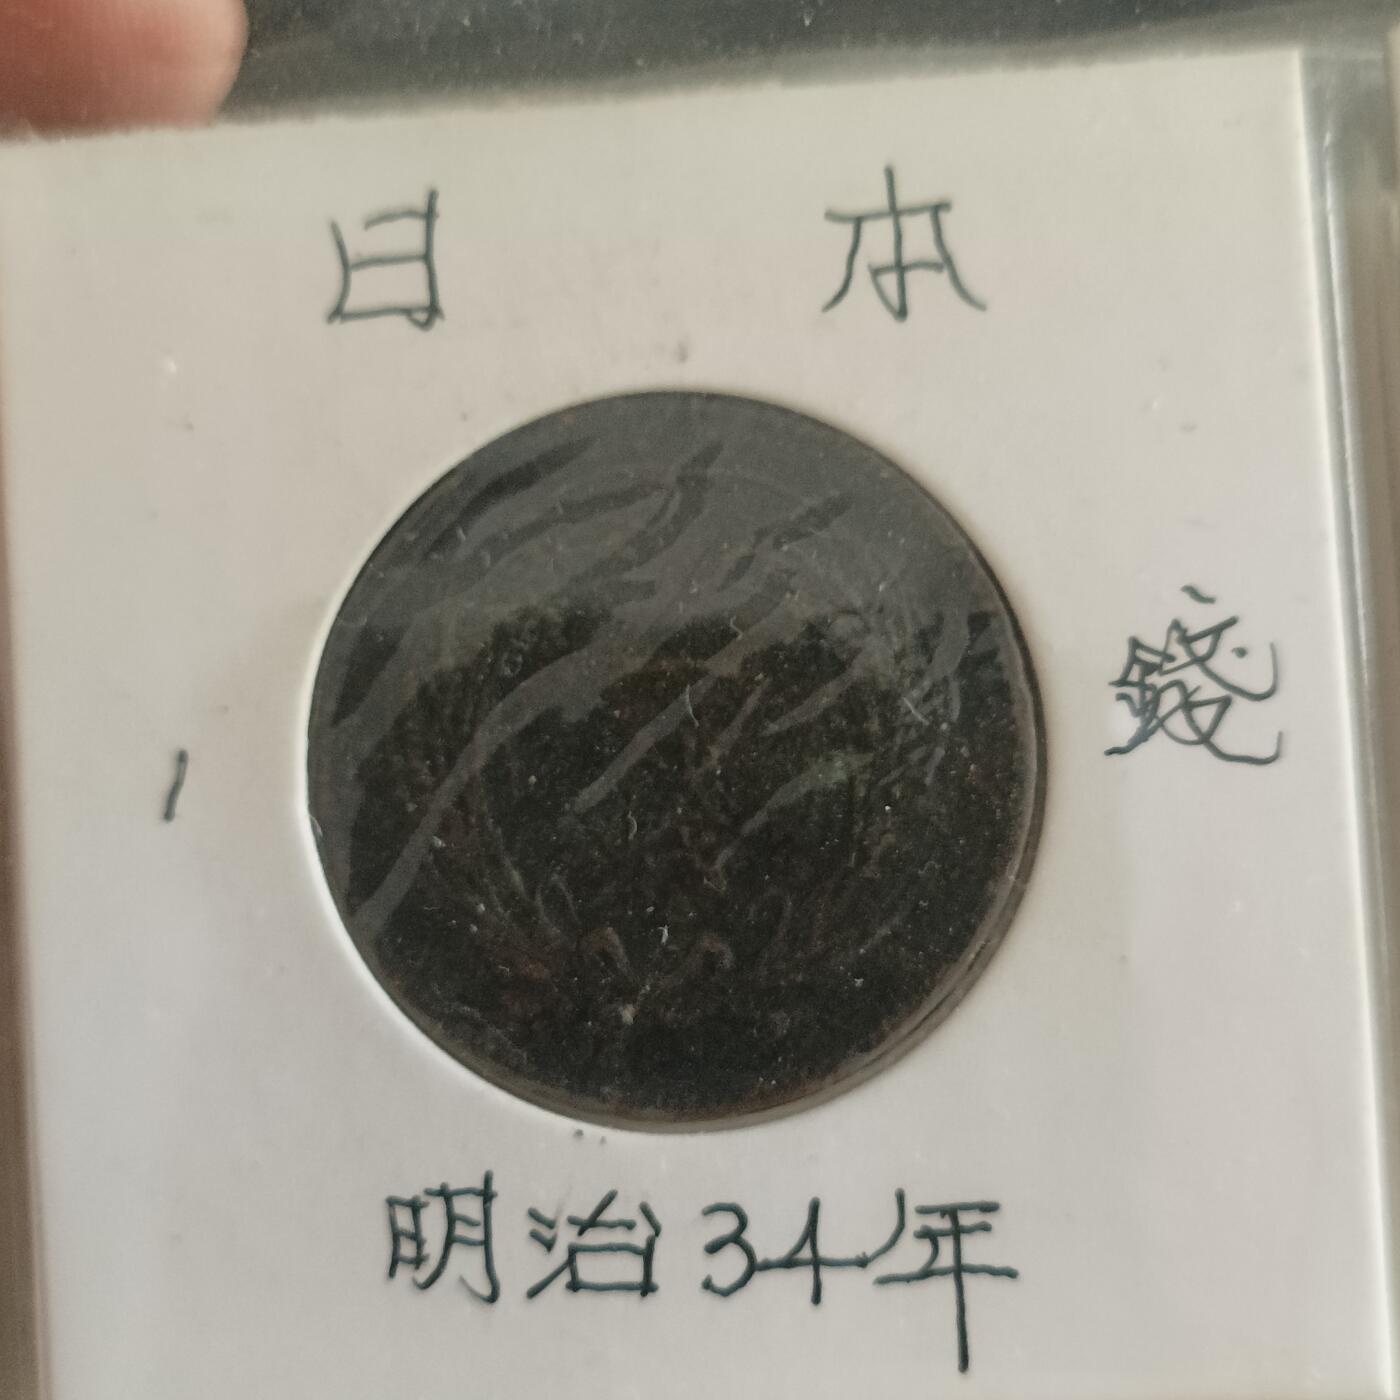 日 本
1 錢
明治34年